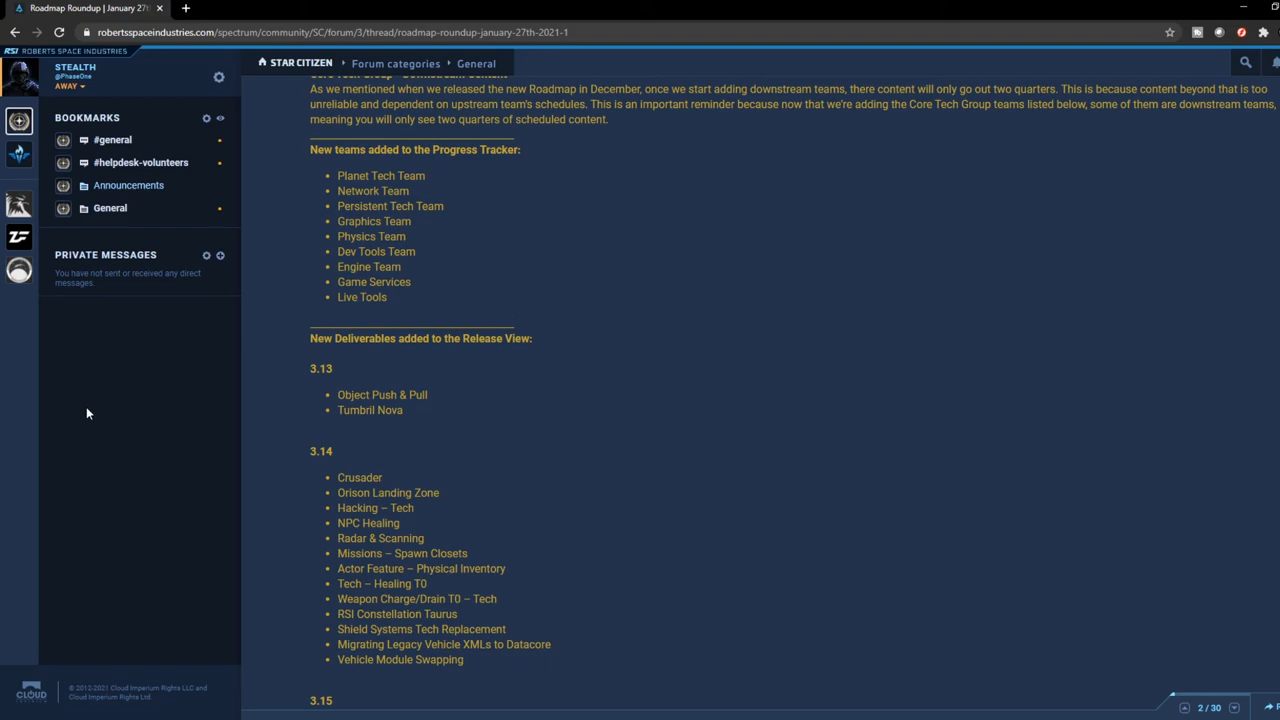 Roadmap Roundup | January 27th
robertsspaceindustries.com/spectrum/community/SC/forum/3/thread/roadmap-roundup-january-27th-2021-1
RSI ROBERTS SPACE INDUSTRIES
STEALTH
@PhaseOne
AWAY
STAR CITIZEN
Forum categories
General
BOOKMARKS
#general
#helpdesk-volunteers
Announcements
General
PRIVATE MESSAGES
You have not sent or received any direct
messages.
Core Tech Group - Downstream Content
As we mentioned when we released the new Roadmap in December, once we start adding downstream teams, there content will only go out two quarters. This is because content beyond that is too
unreliable and dependent on upstream team's schedules. This is an important reminder because now that we're adding the Core Tech Group teams listed below, some of them are downstream teams,
meaning you will only see two quarters of scheduled content.
New teams added to the Progress Tracker:
• Planet Tech Team
• Network Team
• Persistent Tech Team
• Graphics Team
• Physics Team
• Dev Tools Team
• Engine Team
• Game Services
• Live Tools
New Deliverables added to the Release View:
3.13
• Object Push & Pull
• Tumbril Nova
3.14
• Crusader
• Orison Landing Zone
• Hacking – Tech
• NPC Healing
• Radar & Scanning
• Missions – Spawn Closets
• Actor Feature – Physical Inventory
• Tech – Healing T0
• Weapon Charge/Drain T0 – Tech
• RSI Constellation Taurus
• Shield Systems Tech Replacement
• Migrating Legacy Vehicle XMLs to Datacore
• Vehicle Module Swapping
3.15
CLOUD
© 2012-2021 Cloud Imperium Rights LLC and
Cloud Imperium Rights Ltd.
2 / 30